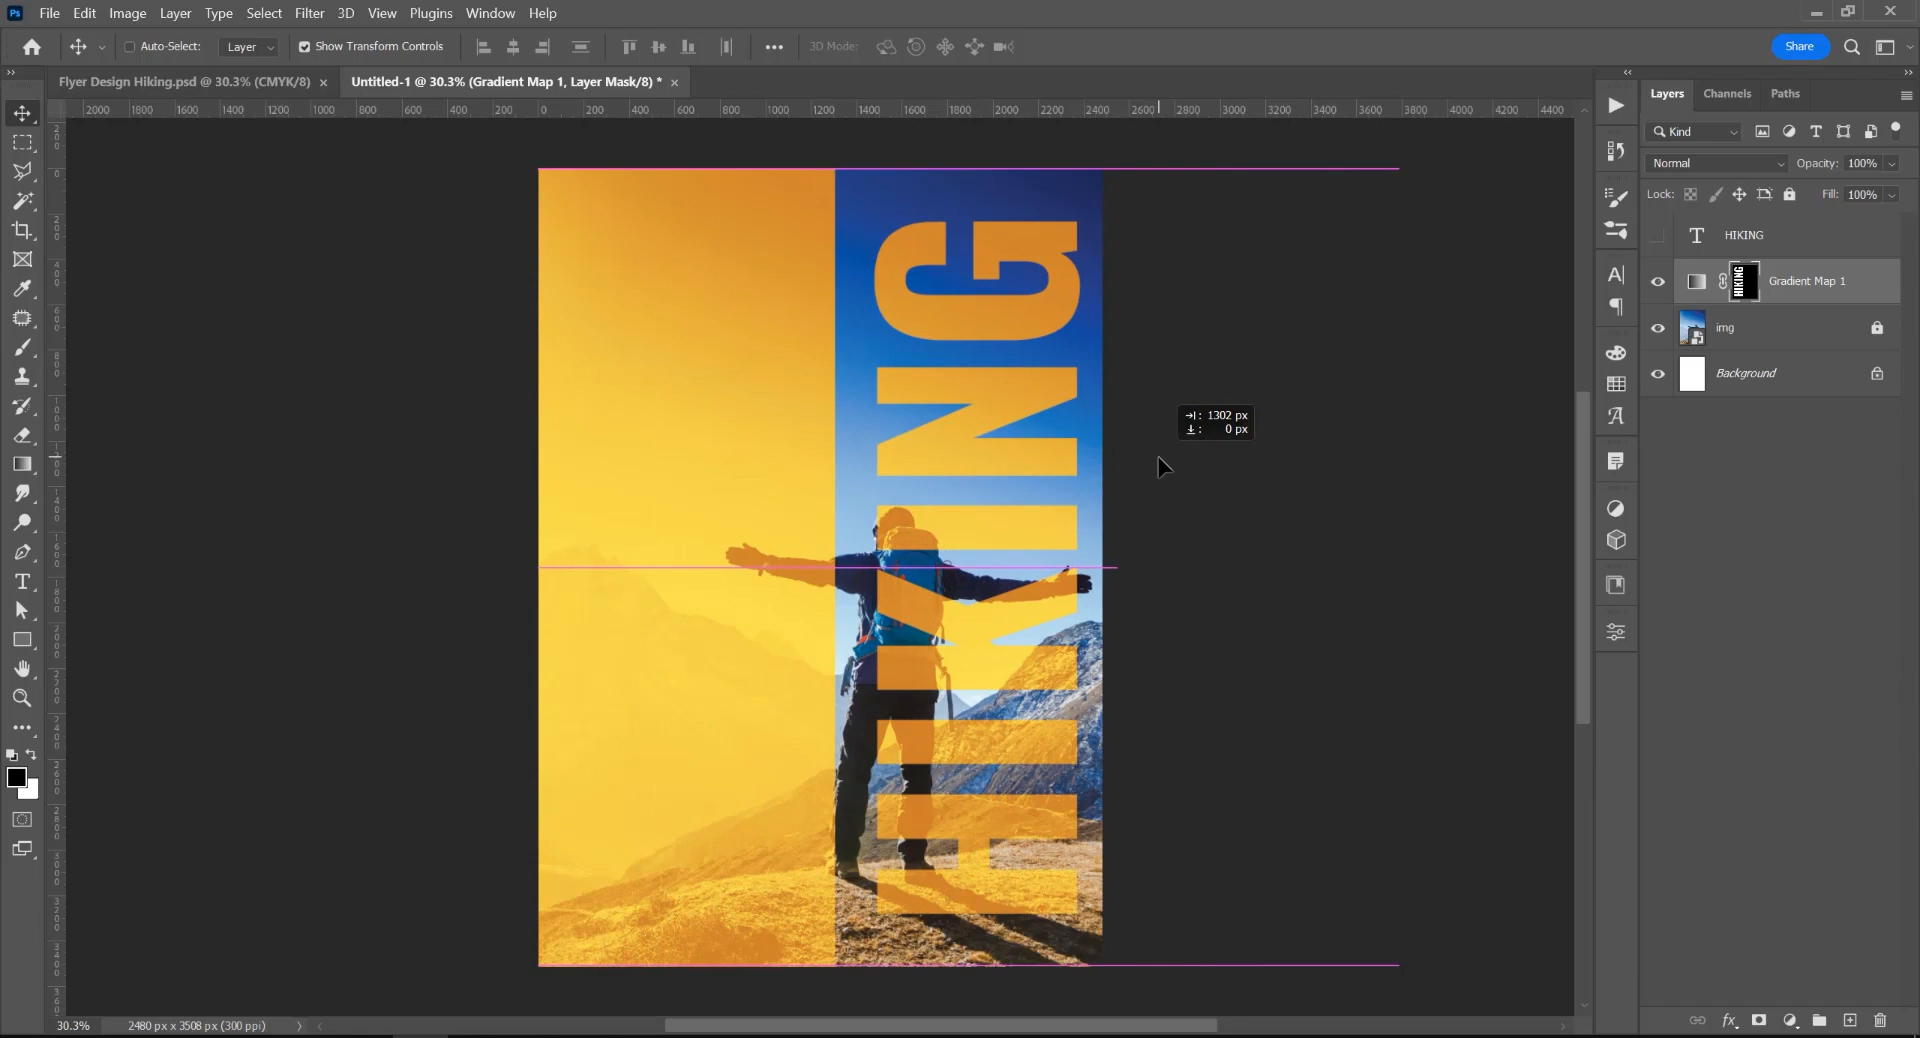 Ps File Edit Image Layer Type Select Filter 3D View Plugins Window Help
Auto-Select: Layer Show Transform Controls 3D Mode: Share
Flyer Design Hiking.psd @ 30.3% (CMYK/8) × Untitled-1 @ 30.3% (Gradient Map 1, Layer Mask/8) * ×
2000 1800 1600 1400 1200 1000 800 600 400 200 0 200 400 600 800 1000 1200 1400 1600 1800 2000 2200 2400 2600 2800 3000 3200 3400 3600 3800 4000 4200 4400
HIKING
1302 px
0 px
Layers Channels Paths
Kind
Normal Opacity: 100%
Lock: Fill: 100%
T HIKING
HIKING Gradient Map 1
img
Background
30.3% 2480 px x 3508 px (300 ppi)